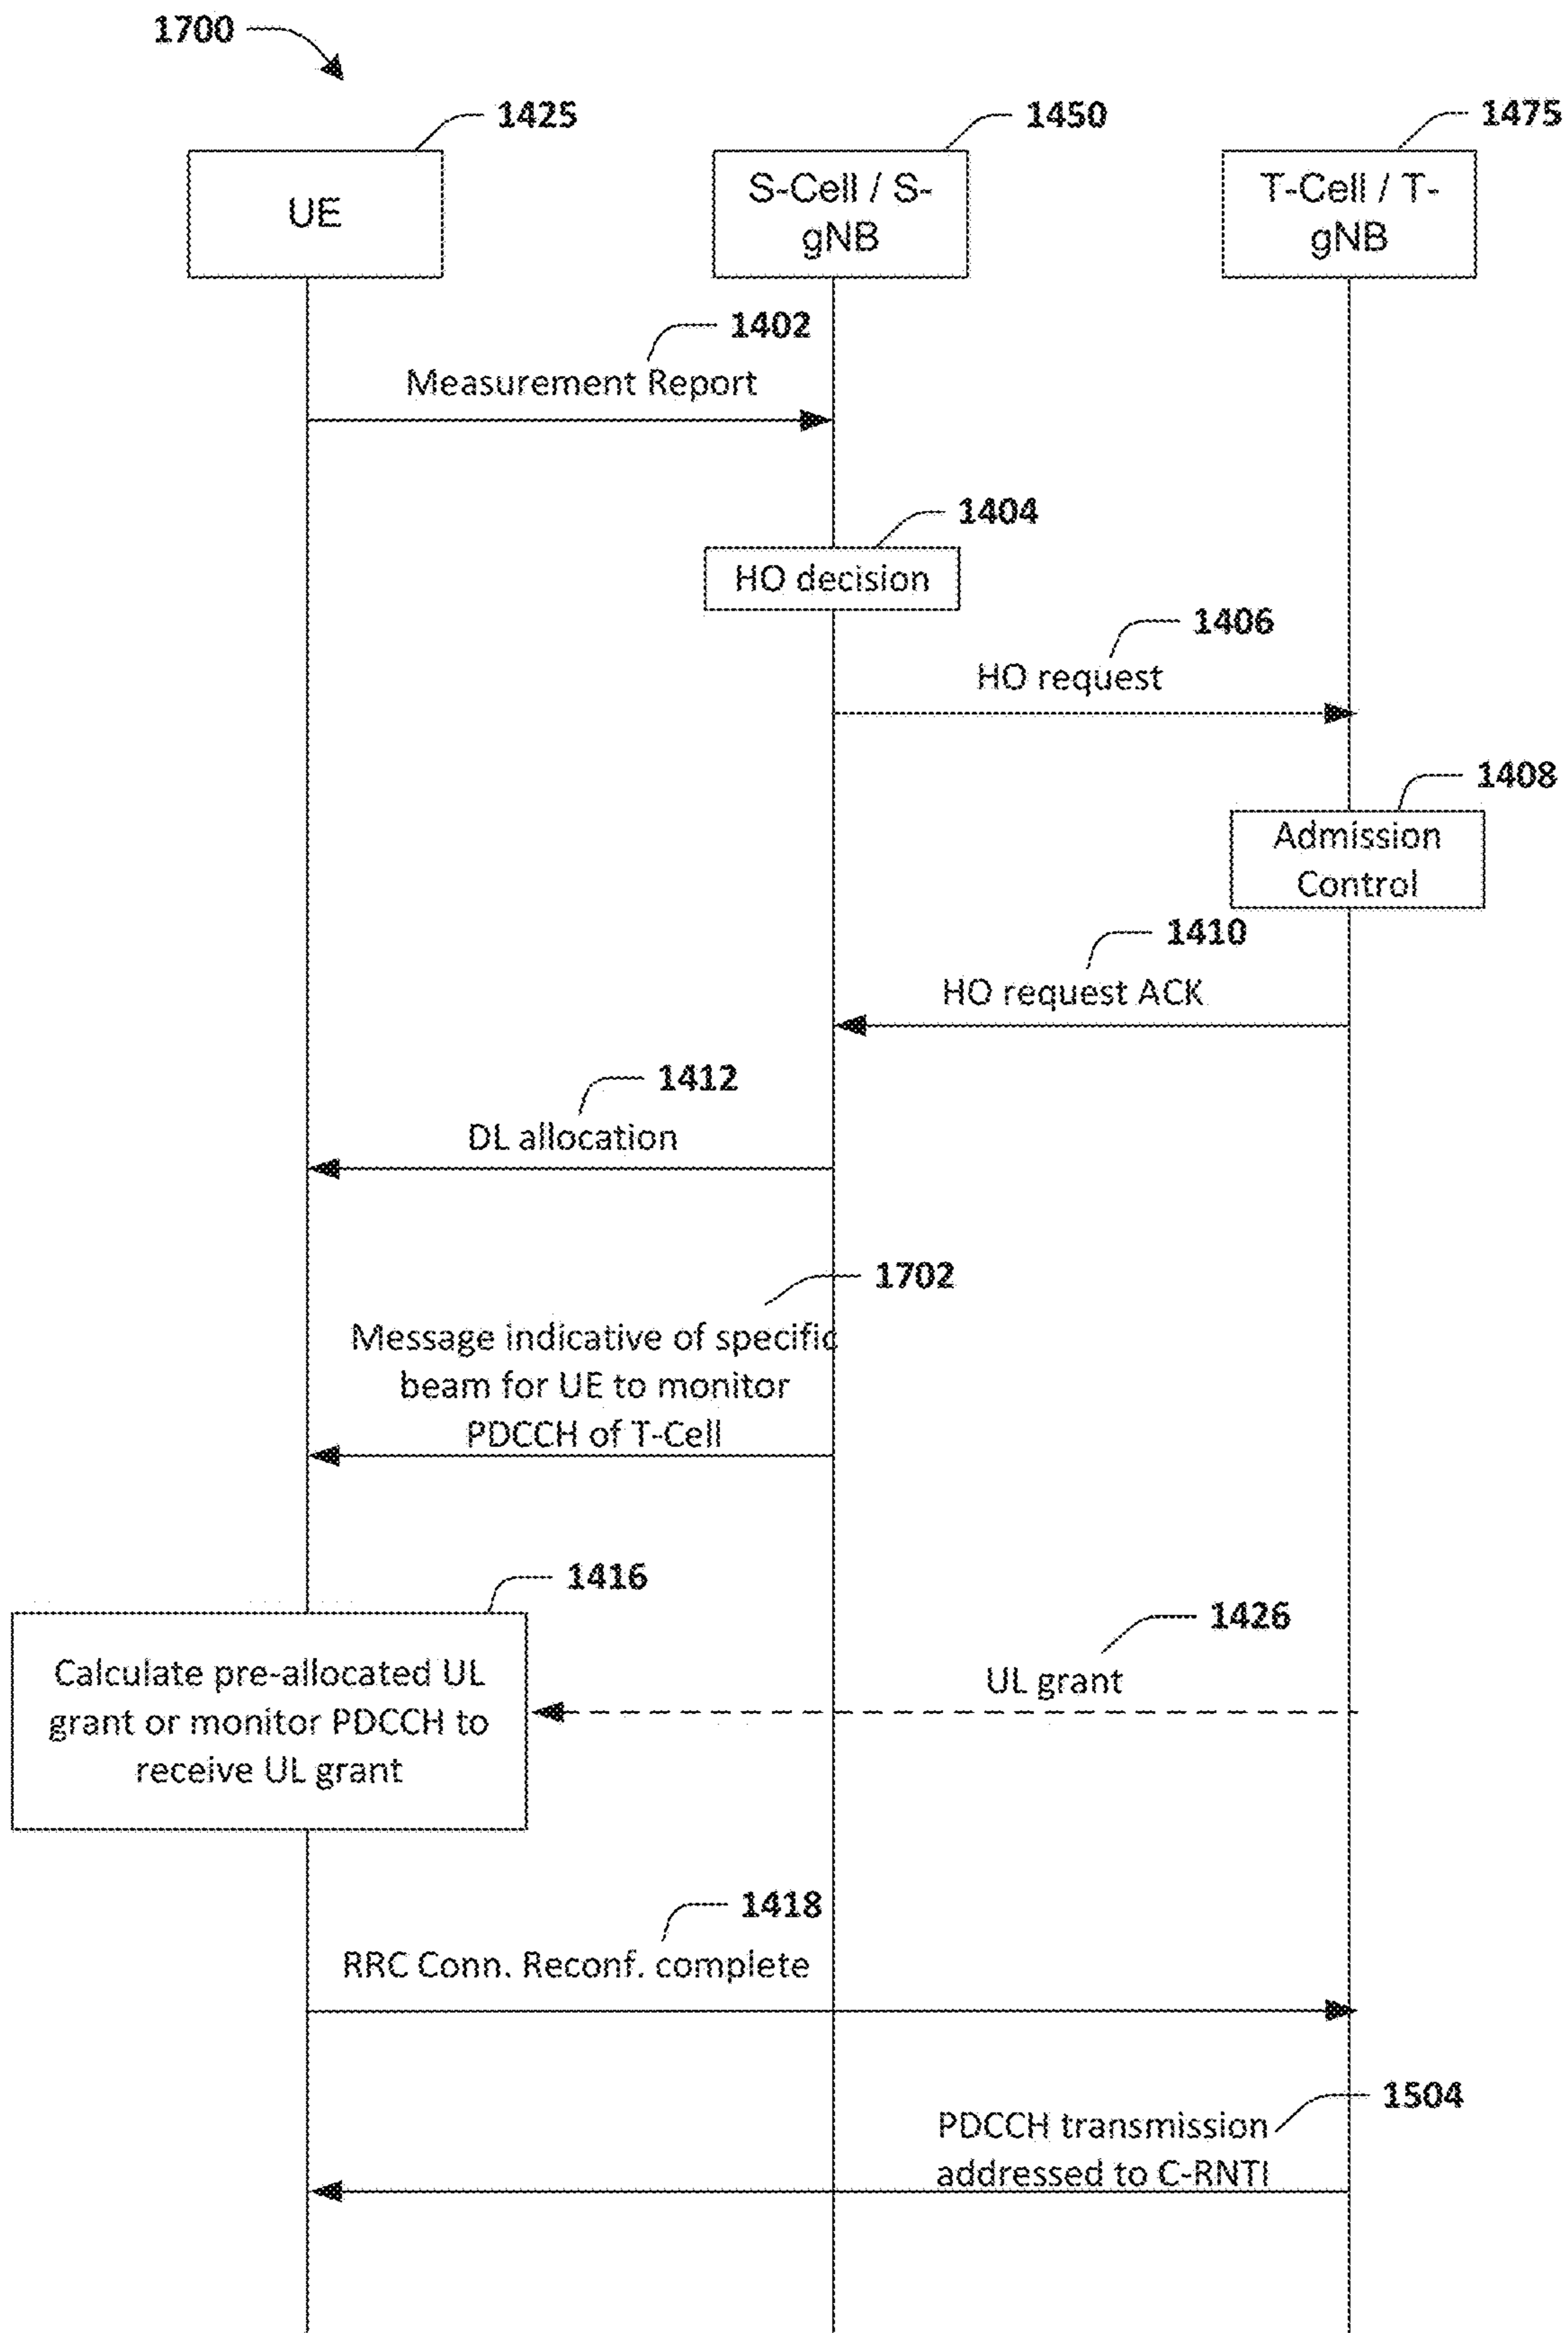 1700
1425
1450
1475
UE
S-Cell / S-
gNB
T-Cell / T-
gNB
1402
Measurement Report
1404
HO decision
1406
HO request
1408
Admission
Control
1410
HO request ACK
1412
DL allocation
1702
Message indicative of specific
beam for UE to monitor
PDCCH of T-Cell
1416
Calculate pre-allocated UL
grant or monitor PDCCH to
receive UL grant
1426
UL grant
1418
RRC Conn. Reconf. complete
1504
PDCCH transmission
addressed to C-RNTI